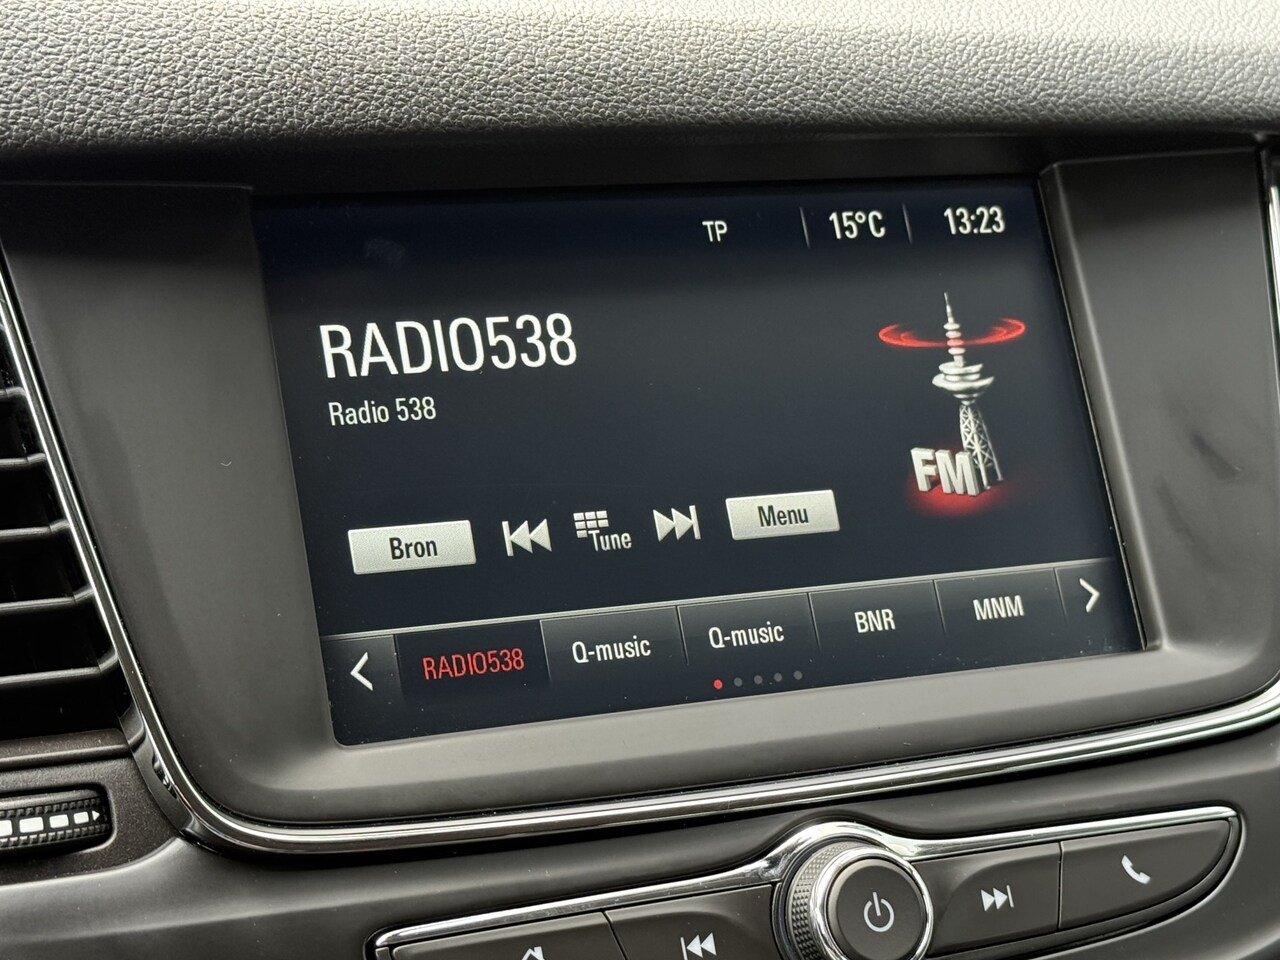 TP 15°C 13:23
RADIO538
Radio 538
FM
Bron Tune Menu
RADIO538 Q-music Q-music BNR MNM